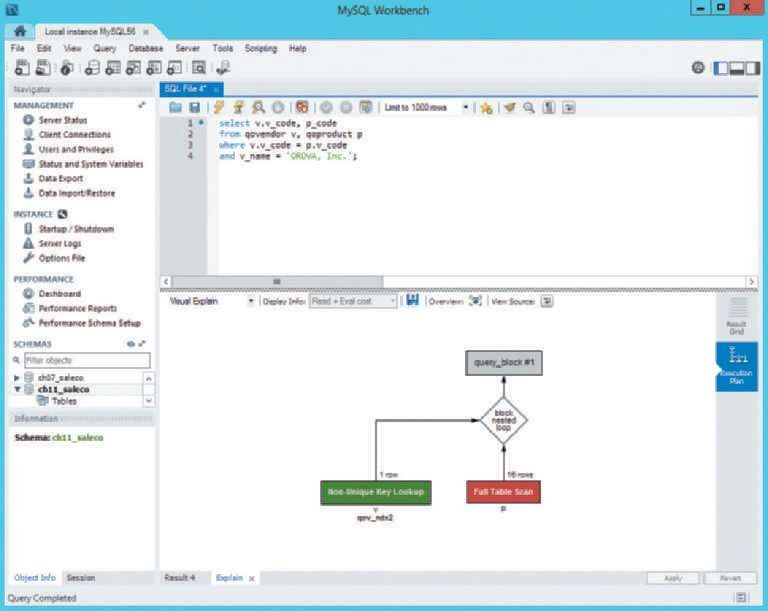 MySQL Workbench
Local instance MySQL56 ×
File Edit View Query Database Server Tools Scripting Help
Navigator
MANAGEMENT
Server Status
Client Connections
Users and Privileges
Status and System Variables
Data Export
Data Import/Restore
INSTANCE
Startup / Shutdown
Server Logs
Options File
PERFORMANCE
Dashboard
Performance Reports
Performance Schema Setup
SCHEMAS
Filter objects
ch07_saleco
ch11_saleco
Tables
Information
Schema: ch11_saleco
Object Info Session
SQL File 4* ×
Limit to 1000 rows
1 select v.v_code, p_code
2 from qovendor v, qoproduct p
3 where v.v_code = p.v_code
4 and v_name = 'OROVA, Inc.';
Visual Explain Display Info: Read + Eval cost Overview: View Source:
query_block #1
block
nested
loop
1 row 16 rows
Non-Unique Key Lookup Full Table Scan
v p
qov_ndx2
Result Grid
Execution Plan
Result 4 Explain × Apply Revert
Query Completed